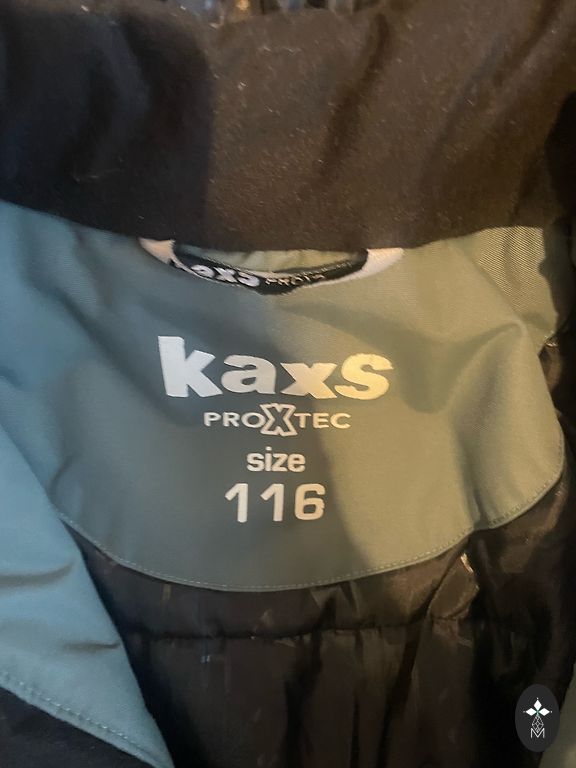 kaxs
kaxs
PROXTEC
size
116
M